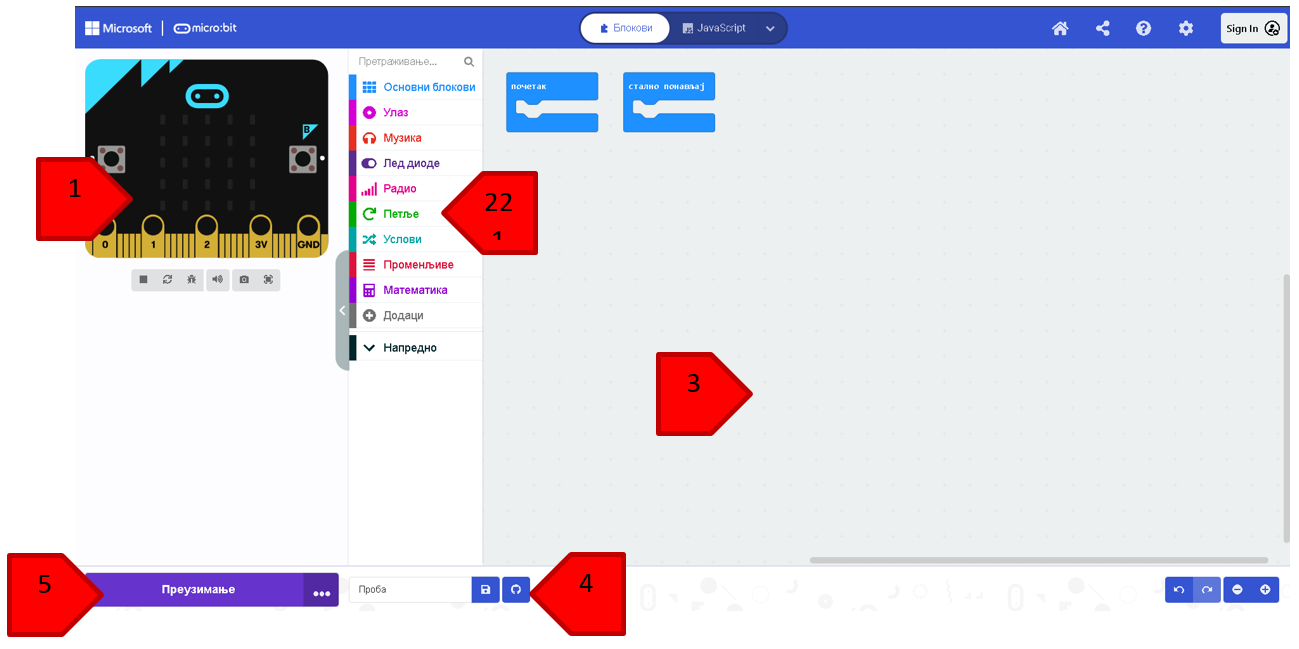 Microsoft micro:bit
Блокови JavaScript
Sign In
Претраживање...
Основни блокови
Улаз
Музика
Лед диоде
Радио
Петље
Услови
Променљиве
Математика
Додаци
Напредно
почетак
стално понављај
B
0 1 2 3V GND
1
22
1
3
5
Преузимање
Проба
4